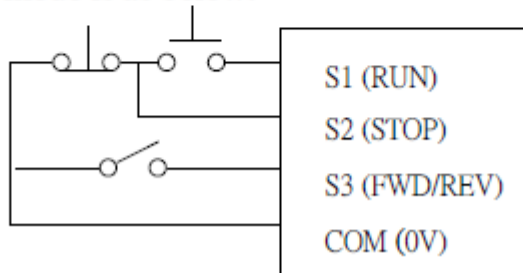 S1 (RUN)
S2 (STOP)
S3 (FWD/REV)
COM (0V)